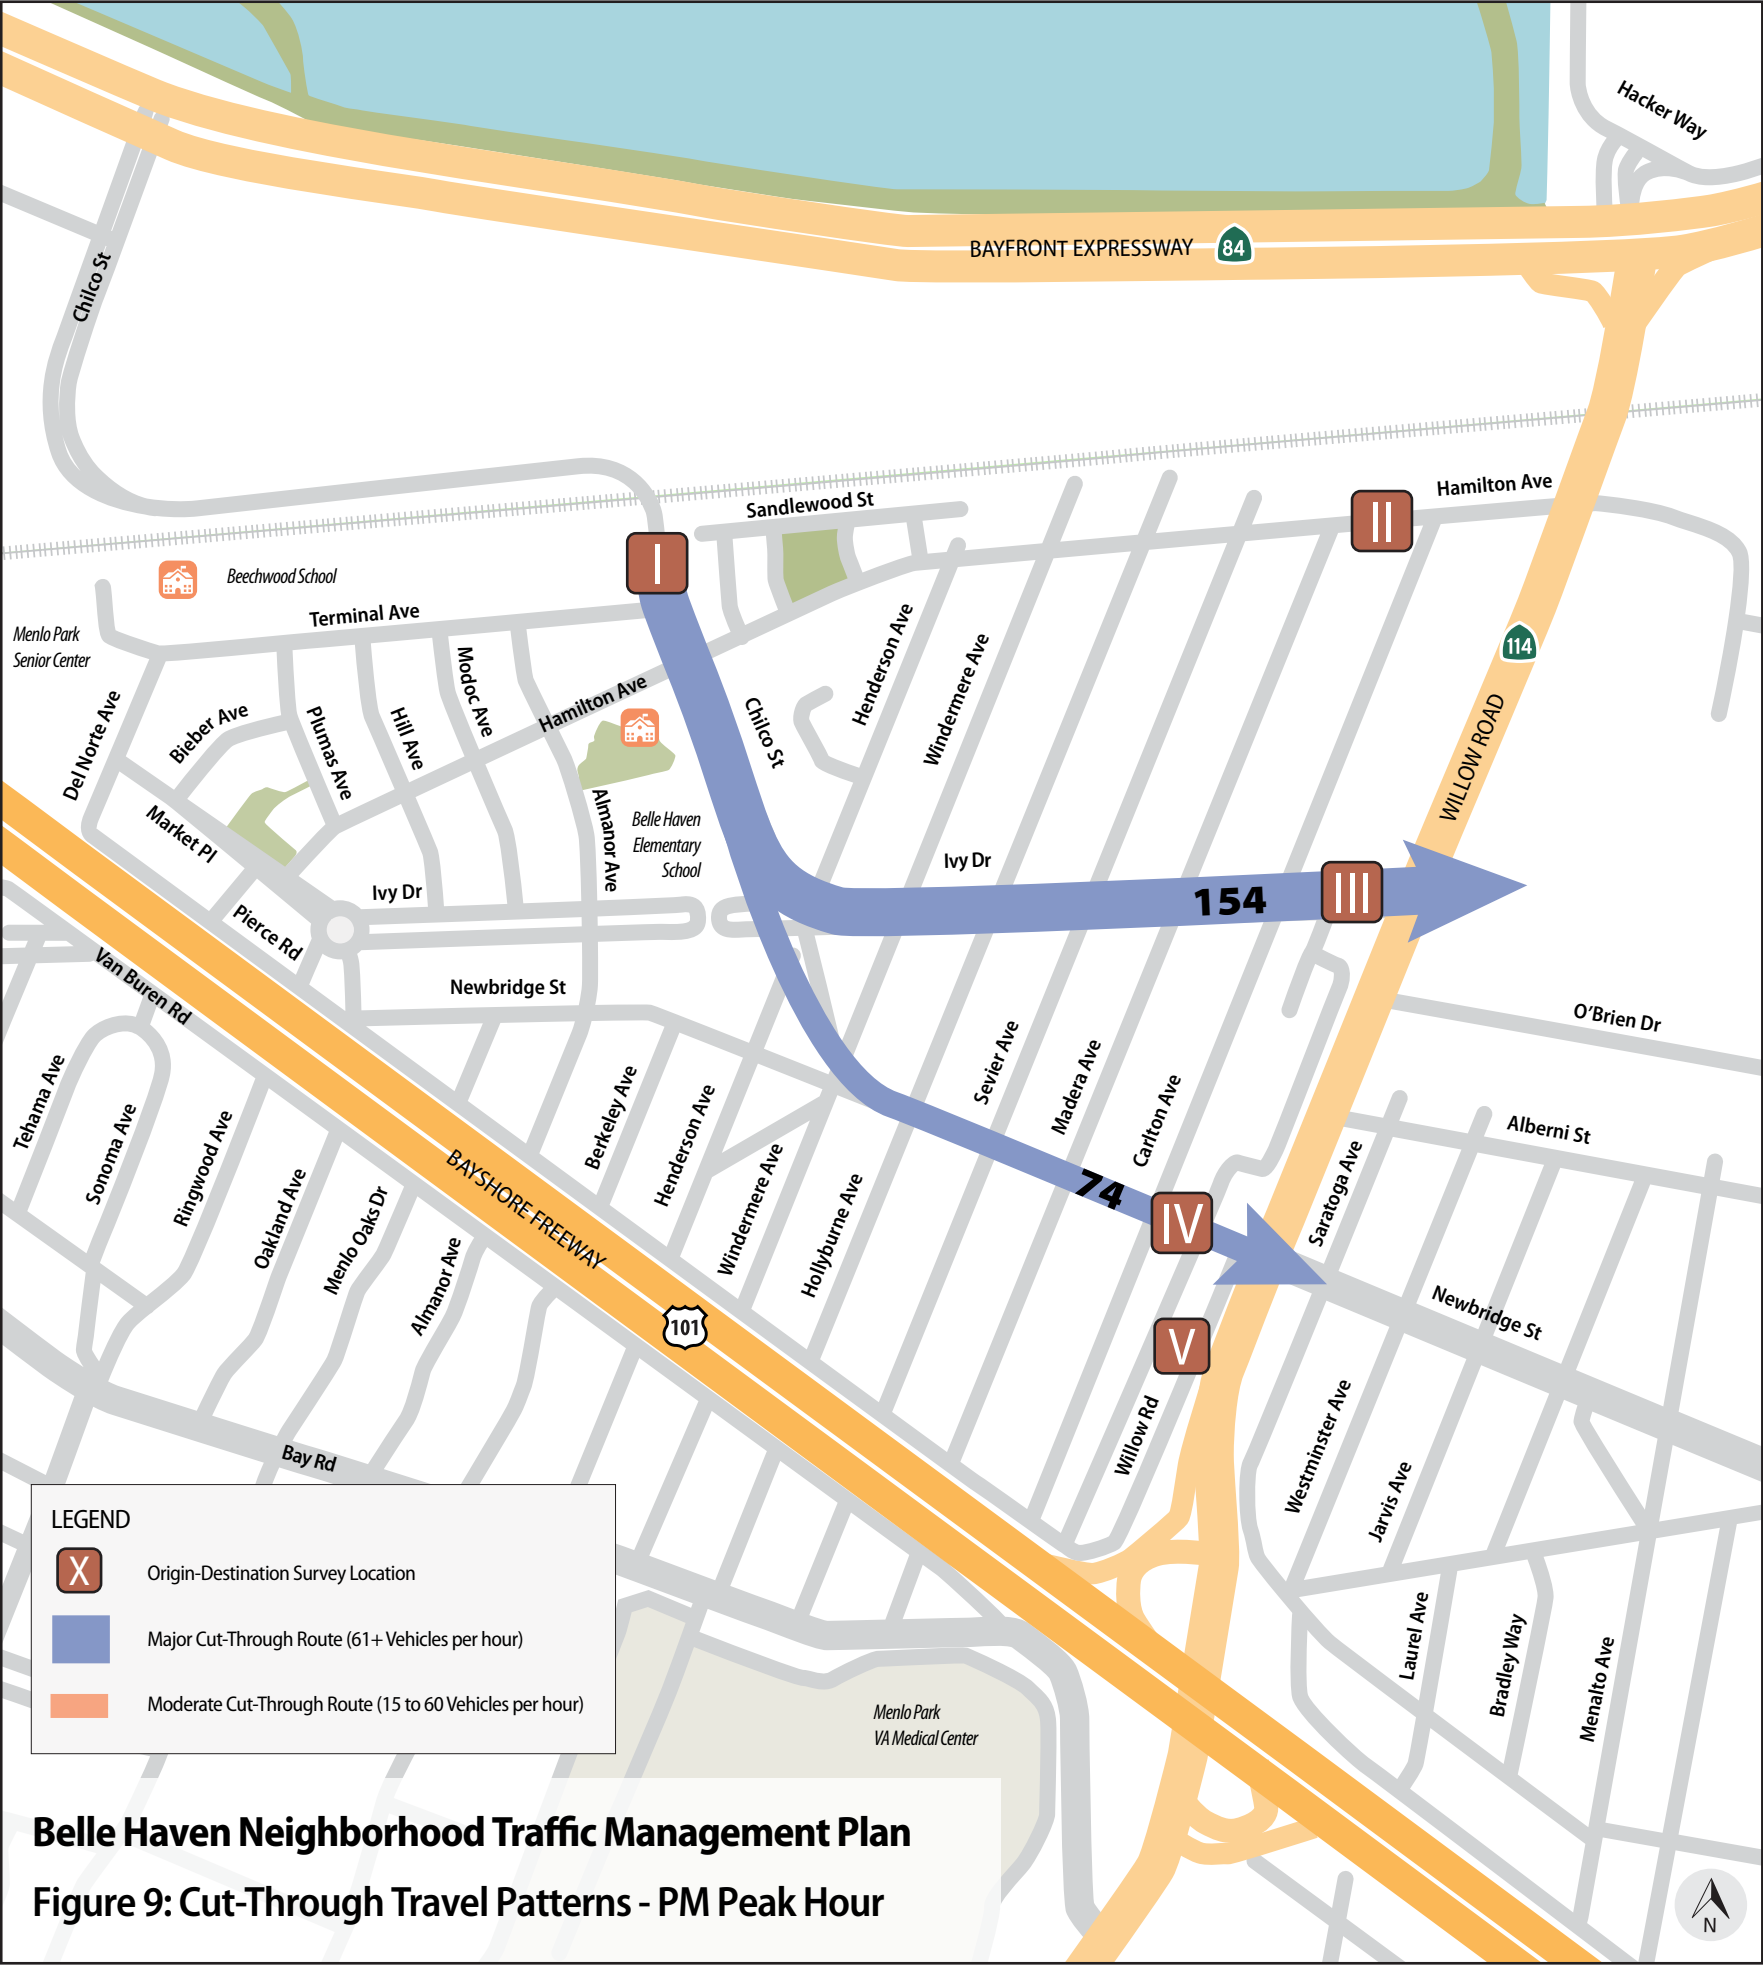 Hacker Way
BAYFRONT EXPRESSWAY
84
Chilco St
Hamilton Ave
Sandlewood St
I
II
Beechwood School
Terminal Ave
Menlo Park
Senior Center
114
Henderson Ave
Windermere Ave
Modoc Ave
Hamilton Ave
Del Norte Ave
Bieber Ave
Plumas Ave
Hill Ave
Chilco St
WILLOW ROAD
Market Pl
Almanor Ave
Belle Haven
Elementary
School
Ivy Dr
Ivy Dr
154
III
Pierce Rd
Van Buren Rd
Newbridge St
O'Brien Dr
Tehama Ave
Sonoma Ave
Ringwood Ave
Oakland Ave
Menlo Oaks Dr
Almanor Ave
BAYSHORE FREEWAY
101
Berkeley Ave
Henderson Ave
Windermere Ave
Hollyburne Ave
Sevier Ave
Madera Ave
Carlton Ave
74
IV
Saratoga Ave
Alberni St
Newbridge St
V
Willow Rd
Westminster Ave
Jarvis Ave
Bay Rd
Laurel Ave
Bradley Way
Menalto Ave
Menlo Park
VA Medical Center
LEGEND
X
Origin-Destination Survey Location
Major Cut-Through Route (61+ Vehicles per hour)
Moderate Cut-Through Route (15 to 60 Vehicles per hour)
Belle Haven Neighborhood Traffic Management Plan
Figure 9: Cut-Through Travel Patterns - PM Peak Hour
N